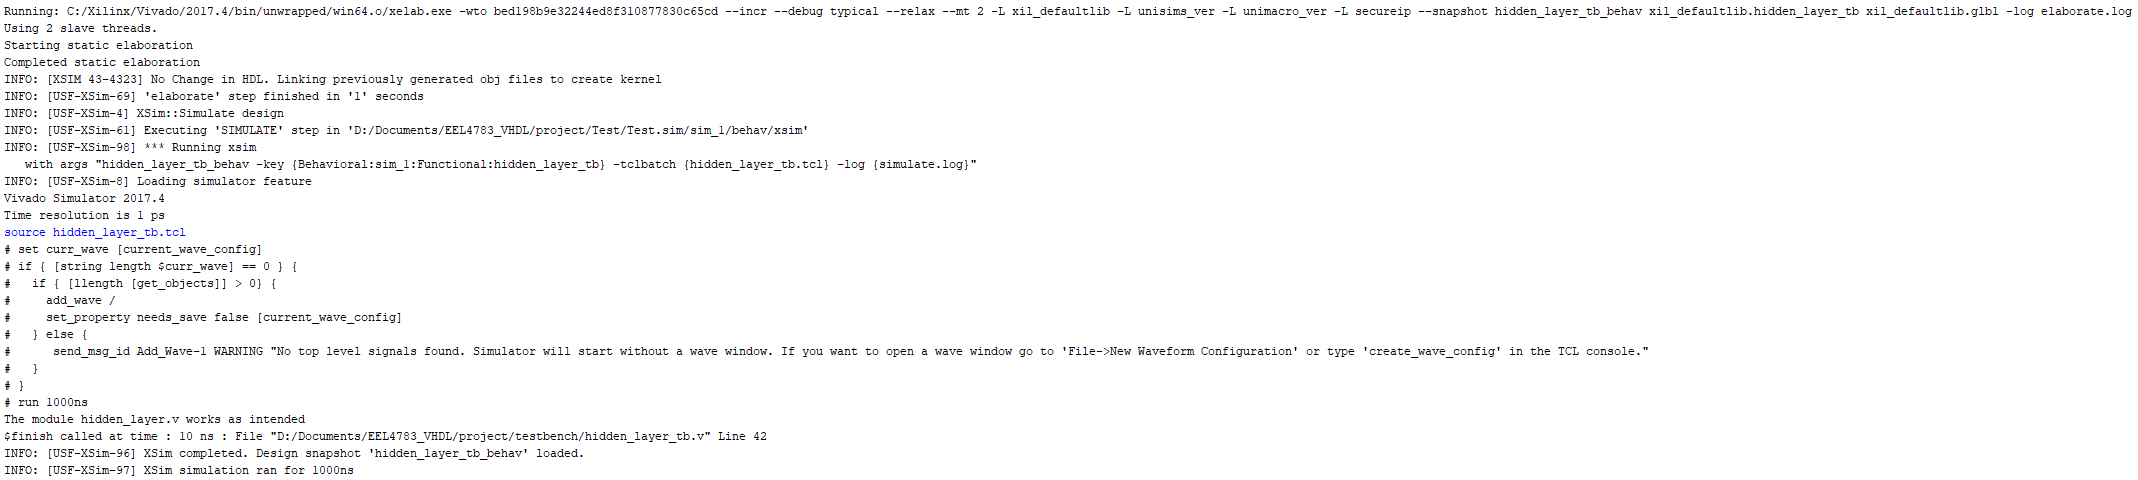 Running: C:/Xilinx/Vivado/2017.4/bin/unwrapped/win64.o/xelab.exe -wto bed198b9e32244ed8f310877830c65cd --incr --debug typical --relax --mt 2 -L xil_defaultlib -L unisims_ver -L unimacro_ver -L secureip --snapshot hidden_layer_tb_behav xil_defaultlib.hidden_layer_tb xil_defaultlib.glbl -log elaborate.log
Using 2 slave threads.
Starting static elaboration
Completed static elaboration
INFO: [XSIM 43-4323] No Change in HDL. Linking previously generated obj files to create kernel
INFO: [USF-XSim-69] 'elaborate' step finished in '1' seconds
INFO: [USF-XSim-4] XSim::Simulate design
INFO: [USF-XSim-61] Executing 'SIMULATE' step in 'D:/Documents/EEL4783_VHDL/project/Test/Test.sim/sim_1/behav/xsim'
INFO: [USF-XSim-98] *** Running xsim
   with args "hidden_layer_tb_behav -key {Behavioral:sim_1:Functional:hidden_layer_tb} -tclbatch {hidden_layer_tb.tcl} -log {simulate.log}"
INFO: [USF-XSim-8] Loading simulator feature
Vivado Simulator 2017.4
Time resolution is 1 ps
source hidden_layer_tb.tcl
# set curr_wave [current_wave_config]
# if { [string length $curr_wave] == 0 } {
#   if { [llength [get_objects]] > 0} {
#     add_wave /
#     set_property needs_save false [current_wave_config]
#   } else {
#      send_msg_id Add_Wave-1 WARNING "No top level signals found. Simulator will start without a wave window. If you want to open a wave window go to 'File->New Waveform Configuration' or type 'create_wave_config' in the TCL console."
#   }
# }
# run 1000ns
The module hidden_layer.v works as intended
$finish called at time : 10 ns : File "D:/Documents/EEL4783_VHDL/project/testbench/hidden_layer_tb.v" Line 42
INFO: [USF-XSim-96] XSim completed. Design snapshot 'hidden_layer_tb_behav' loaded.
INFO: [USF-XSim-97] XSim simulation ran for 1000ns